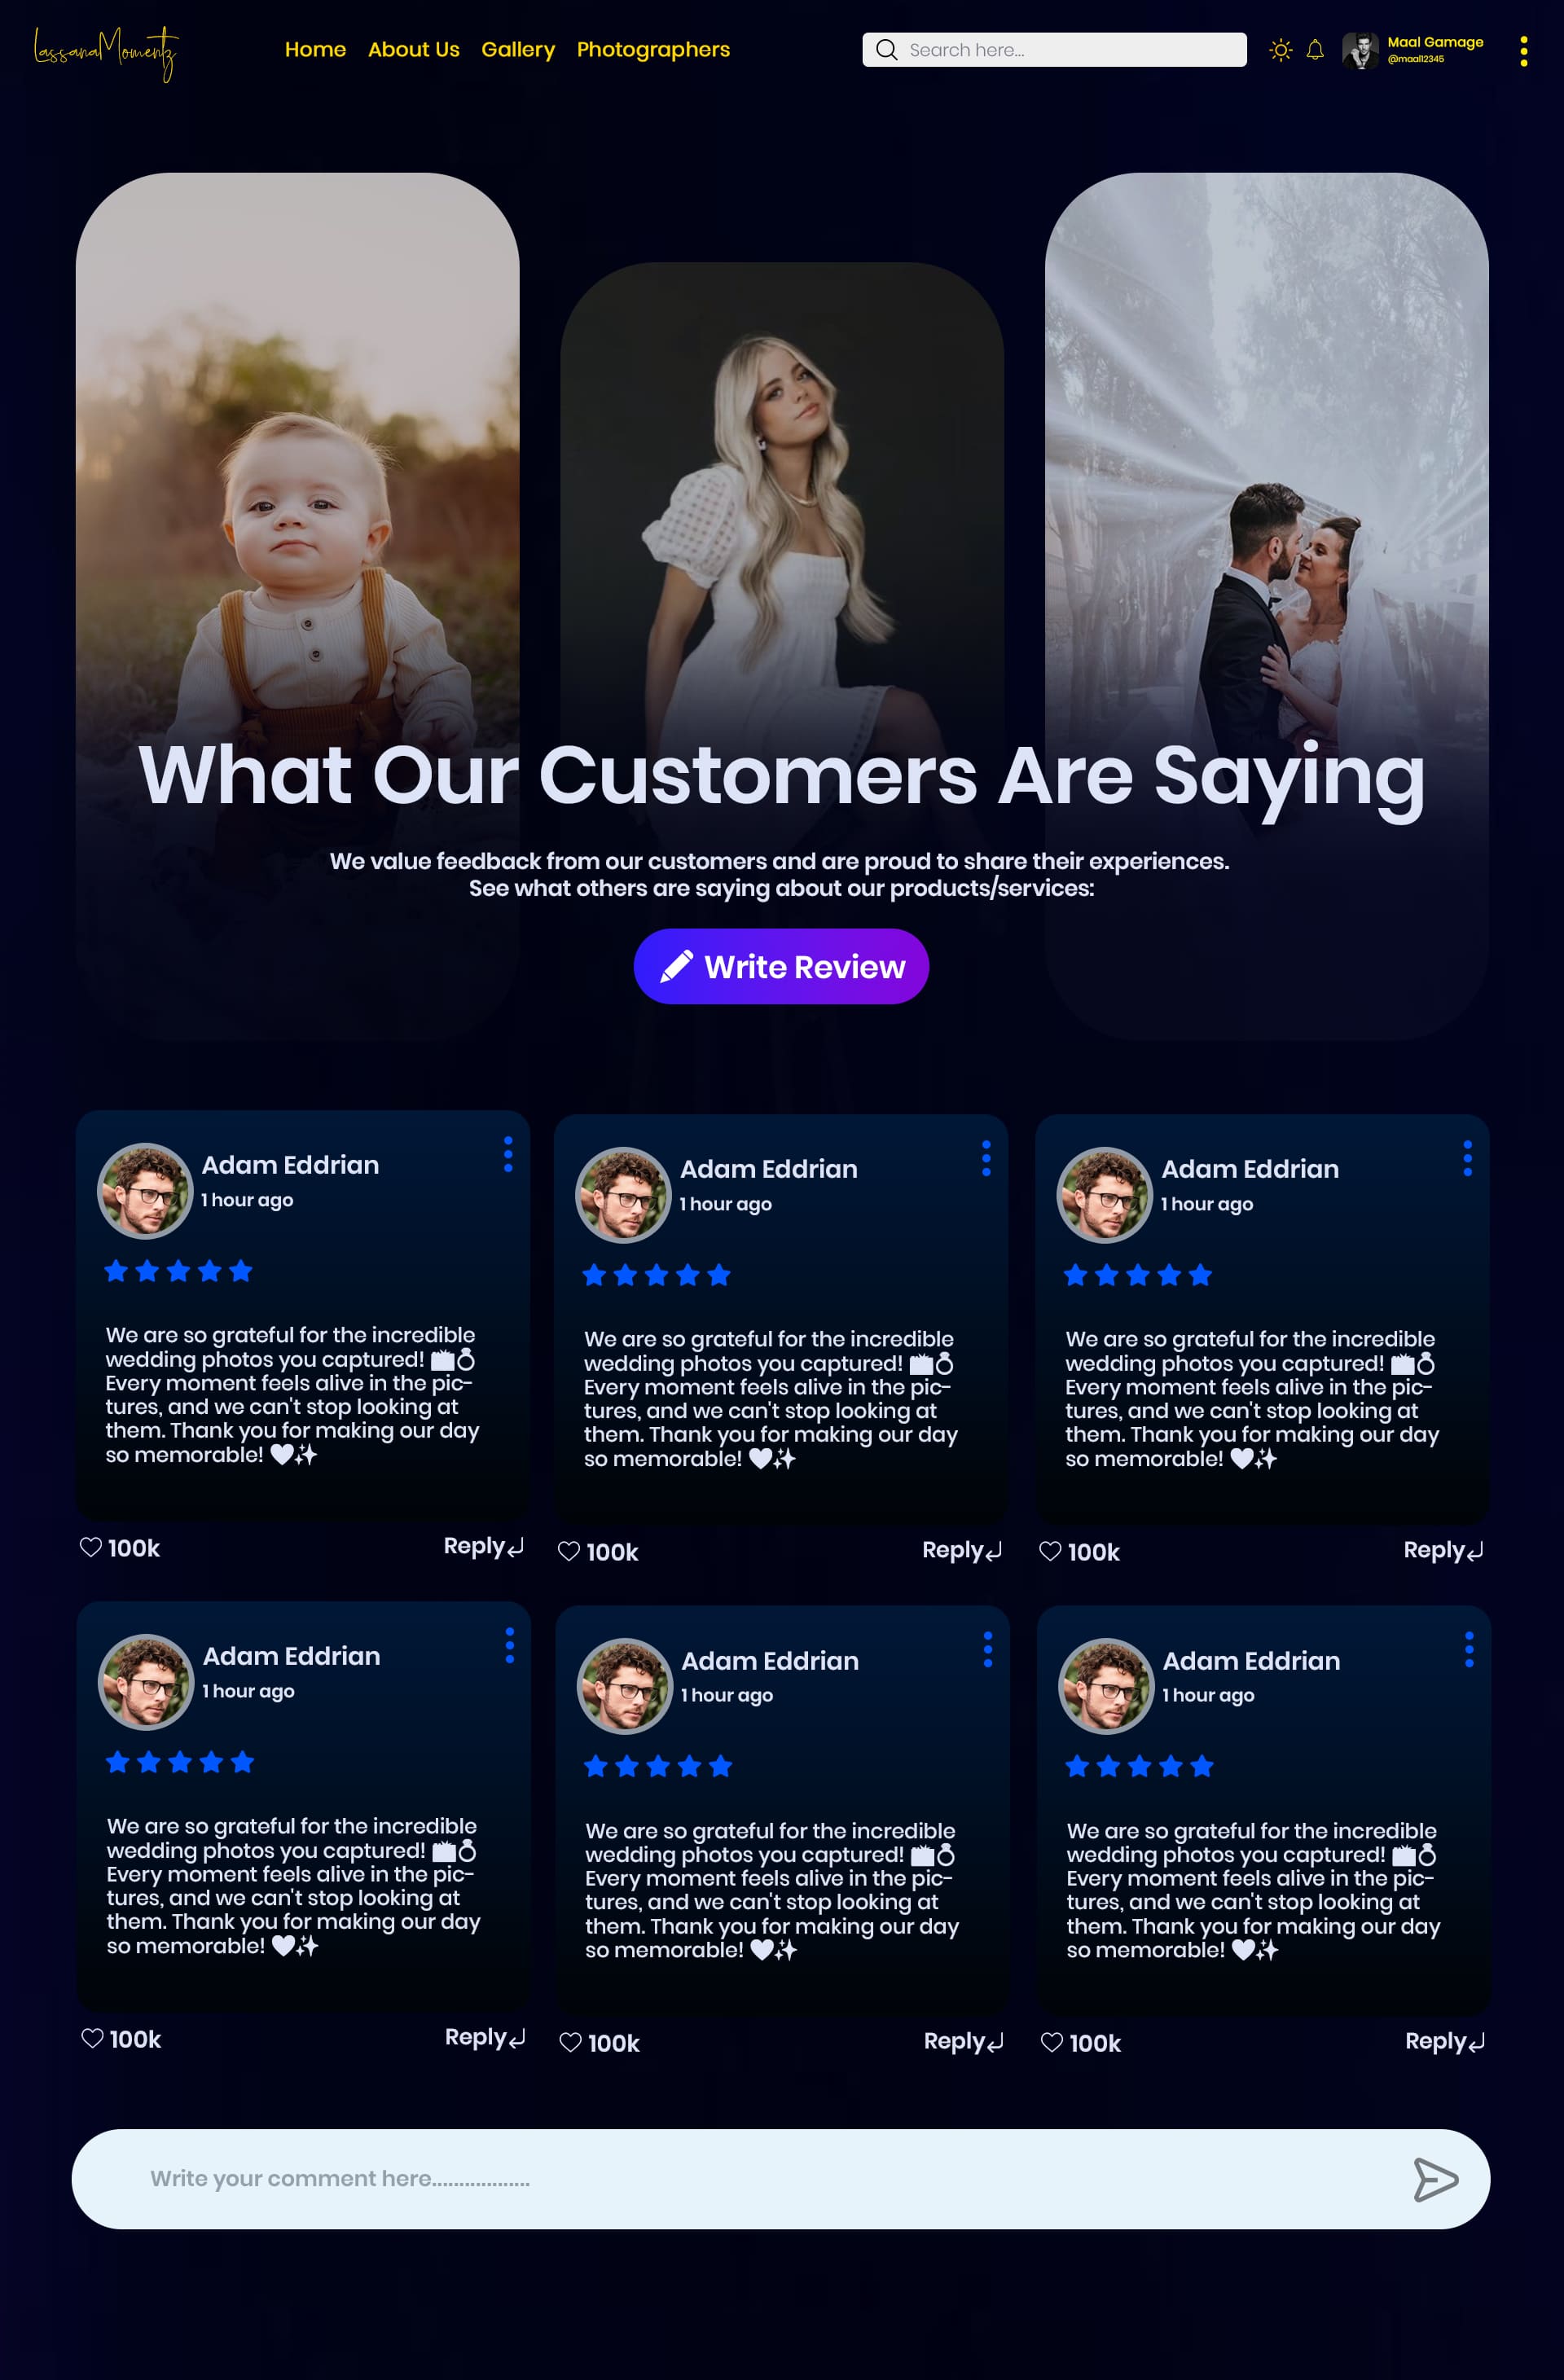 LassanaMomentz
Home About Us Gallery Photographers
Search here...
Maal Gamage
@maal12345
What Our Customers Are Saying
We value feedback from our customers and are proud to share their experiences.
See what others are saying about our products/services:
Write Review
Adam Eddrian
1 hour ago
We are so grateful for the incredible
wedding photos you captured! 📸💍
Every moment feels alive in the pic-
tures, and we can't stop looking at
them. Thank you for making our day
so memorable! 🤍✨
100k
Reply
Adam Eddrian
1 hour ago
We are so grateful for the incredible
wedding photos you captured! 📸💍
Every moment feels alive in the pic-
tures, and we can't stop looking at
them. Thank you for making our day
so memorable! 🤍✨
100k
Reply
Adam Eddrian
1 hour ago
We are so grateful for the incredible
wedding photos you captured! 📸💍
Every moment feels alive in the pic-
tures, and we can't stop looking at
them. Thank you for making our day
so memorable! 🤍✨
100k
Reply
Adam Eddrian
1 hour ago
We are so grateful for the incredible
wedding photos you captured! 📸💍
Every moment feels alive in the pic-
tures, and we can't stop looking at
them. Thank you for making our day
so memorable! 🤍✨
100k
Reply
Adam Eddrian
1 hour ago
We are so grateful for the incredible
wedding photos you captured! 📸💍
Every moment feels alive in the pic-
tures, and we can't stop looking at
them. Thank you for making our day
so memorable! 🤍✨
100k
Reply
Adam Eddrian
1 hour ago
We are so grateful for the incredible
wedding photos you captured! 📸💍
Every moment feels alive in the pic-
tures, and we can't stop looking at
them. Thank you for making our day
so memorable! 🤍✨
100k
Reply
Write your comment here..................